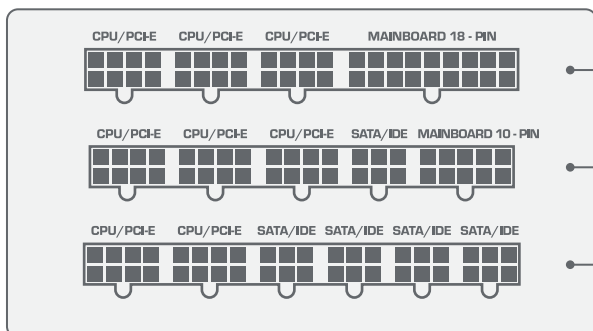 CPU/PCI-E CPU/PCI-E CPU/PCI-E MAINBOARD 18 - PIN
CPU/PCI-E CPU/PCI-E CPU/PCI-E SATA/IDE MAINBOARD 10 - PIN
CPU/PCI-E CPU/PCI-E SATA/IDE SATA/IDE SATA/IDE SATA/IDE